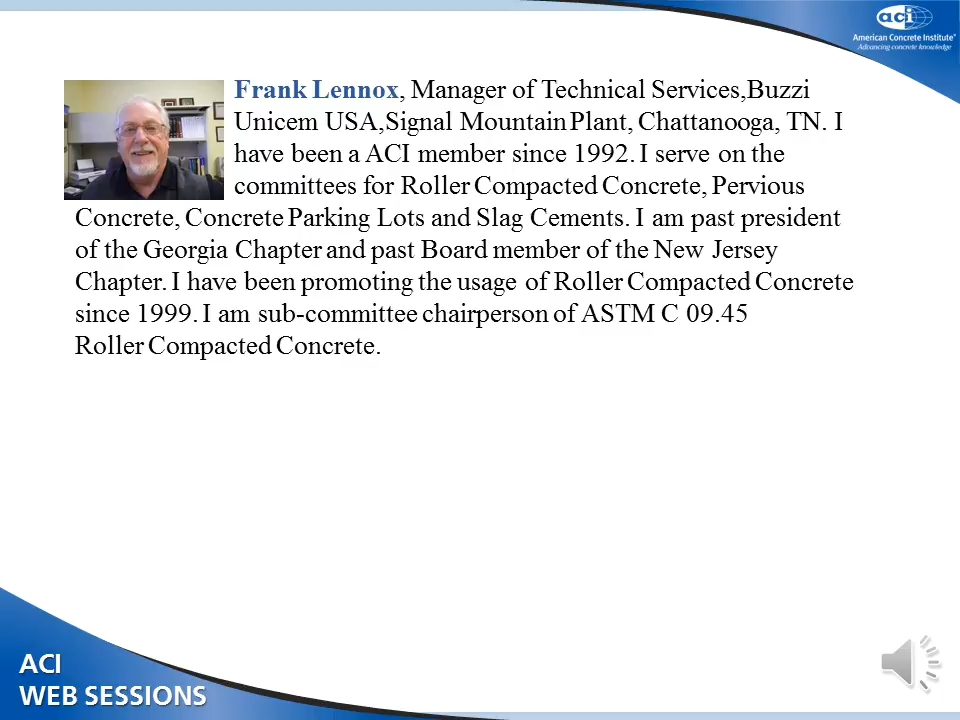 aci
American Concrete Institute®
Advancing concrete knowledge
Frank Lennox, Manager of Technical Services,Buzzi
Unicem USA,Signal Mountain Plant, Chattanooga, TN. I
have been a ACI member since 1992. I serve on the
committees for Roller Compacted Concrete, Pervious
Concrete, Concrete Parking Lots and Slag Cements. I am past president
of the Georgia Chapter and past Board member of the New Jersey
Chapter. I have been promoting the usage of Roller Compacted Concrete
since 1999. I am sub-committee chairperson of ASTM C 09.45
Roller Compacted Concrete.
ACI
WEB SESSIONS